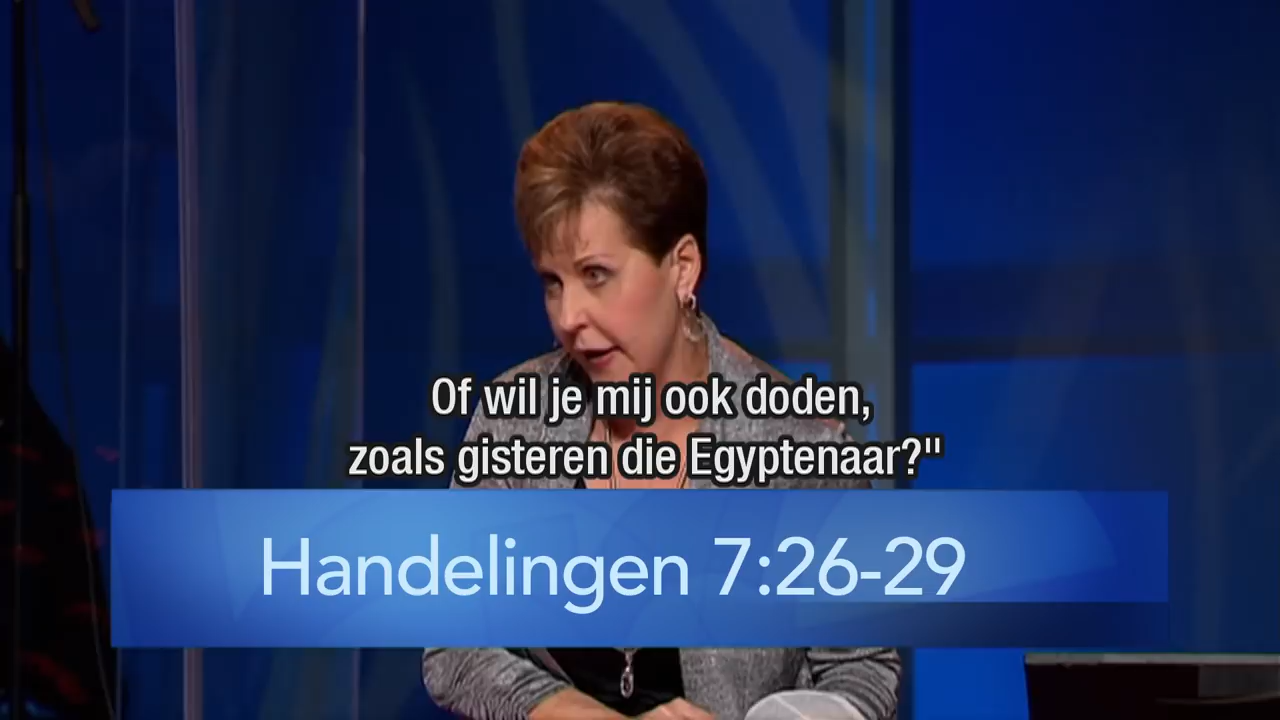 Of wil je mij ook doden,
zoals gisteren die Egyptenaar?"
Handelingen 7:26-29